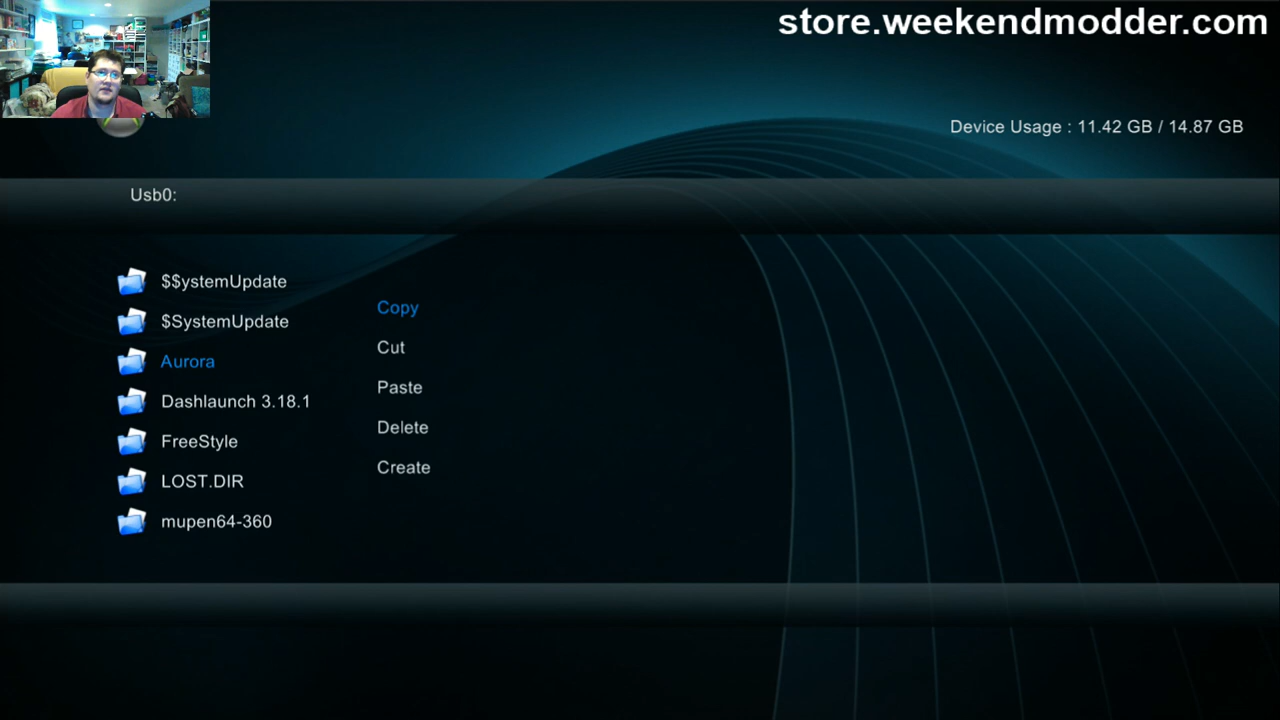 store.weekendmodder.com
Device Usage : 11.42 GB / 14.87 GB
Usb0:
$$ystemUpdate
$SystemUpdate
Aurora
Dashlaunch 3.18.1
FreeStyle
LOST.DIR
mupen64-360
Copy
Cut
Paste
Delete
Create